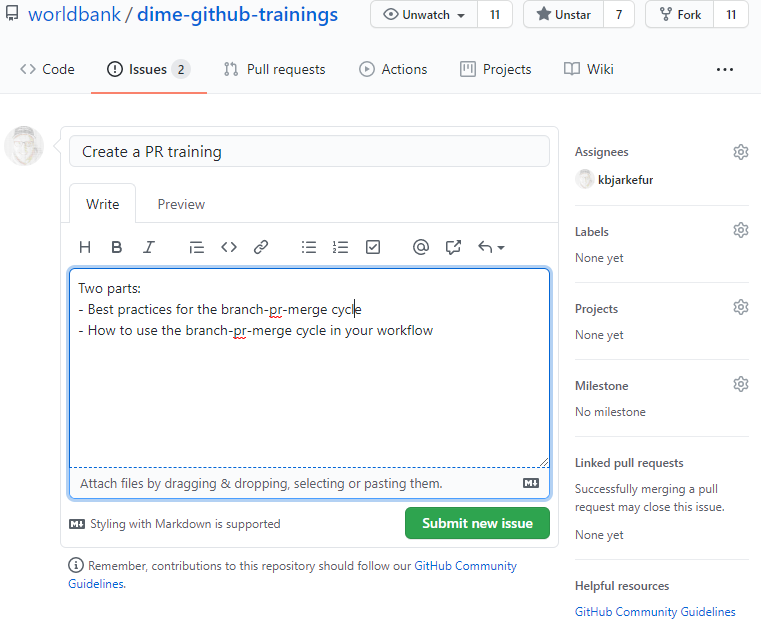 worldbank / dime-github-trainings Unwatch 11 Unstar 7 Fork 11
Code Issues 2 Pull requests Actions Projects Wiki ...
Create a PR training
Write Preview
H B I
Two parts:
- Best practices for the branch-pr-merge cycle
- How to use the branch-pr-merge cycle in your workflow
Attach files by dragging & dropping, selecting or pasting them.
Styling with Markdown is supported
Submit new issue
Remember, contributions to this repository should follow our GitHub Community
Guidelines.
Assignees
kbjarkefur
Labels
None yet
Projects
None yet
Milestone
No milestone
Linked pull requests
Successfully merging a pull
request may close this issue.
None yet
Helpful resources
GitHub Community Guidelines